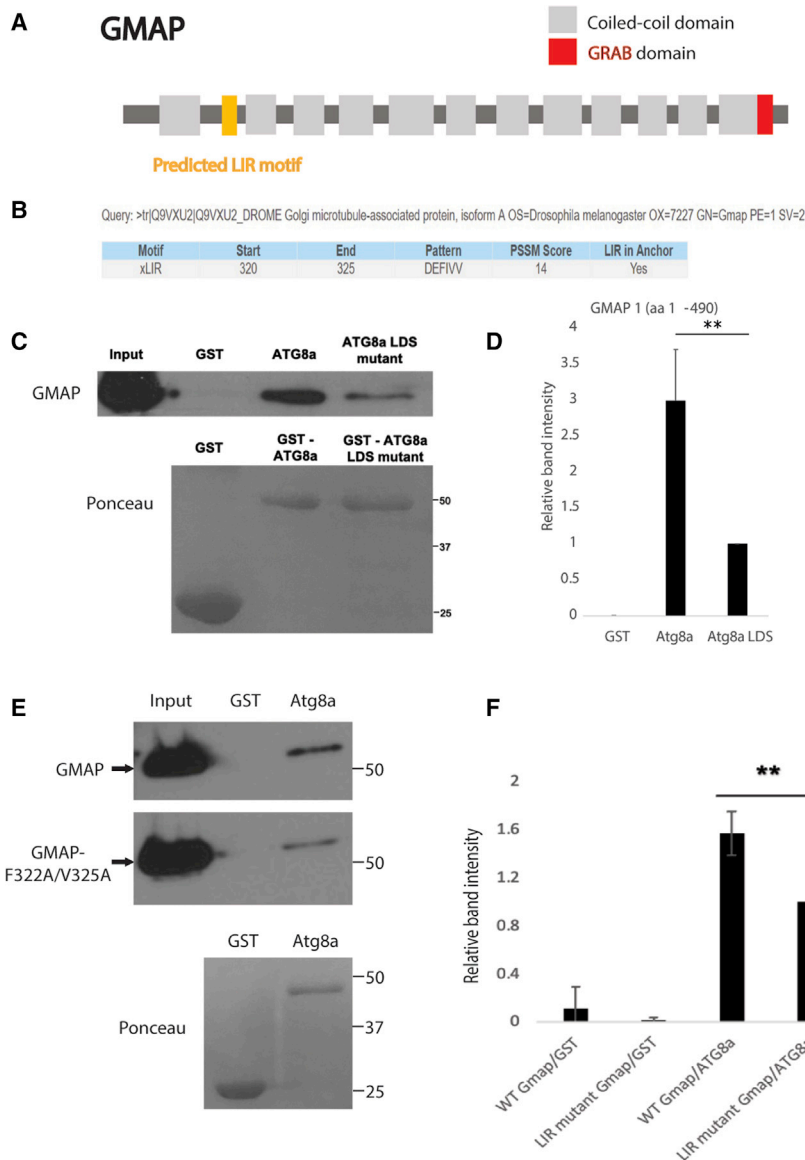 A
GMAP
Coiled-coil domain
GRAB domain
Predicted LIR motif
B
Query: >tr|Q9VXU2|Q9VXU2_DROME Golgi microtubule-associated protein, isoform A OS=Drosophila melanogaster OX=7227 GN=Gmap PE=1 SV=2
Motif Start End Pattern PSSM Score LIR in Anchor
xLIR 320 325 DEFIVV 14 Yes
C
Input GST ATG8a ATG8a LDS mutant
GMAP
GST GST - ATG8a GST - ATG8a LDS mutant
Ponceau
50
37
25
D
GMAP 1 (aa 1 -490)
**
Relative band intensity
4
3.5
3
2.5
2
1.5
1
0.5
0
GST Atg8a Atg8a LDS
E
Input GST Atg8a
GMAP
50
GMAP-
F322A/V325A
50
GST Atg8a
Ponceau
50
37
25
F
**
Relative band intensity
2
1.6
1.2
0.8
0.4
0
WT Gmap/GST
LIR mutant Gmap/GST
WT Gmap/ATG8a
LIR mutant Gmap/ATG8